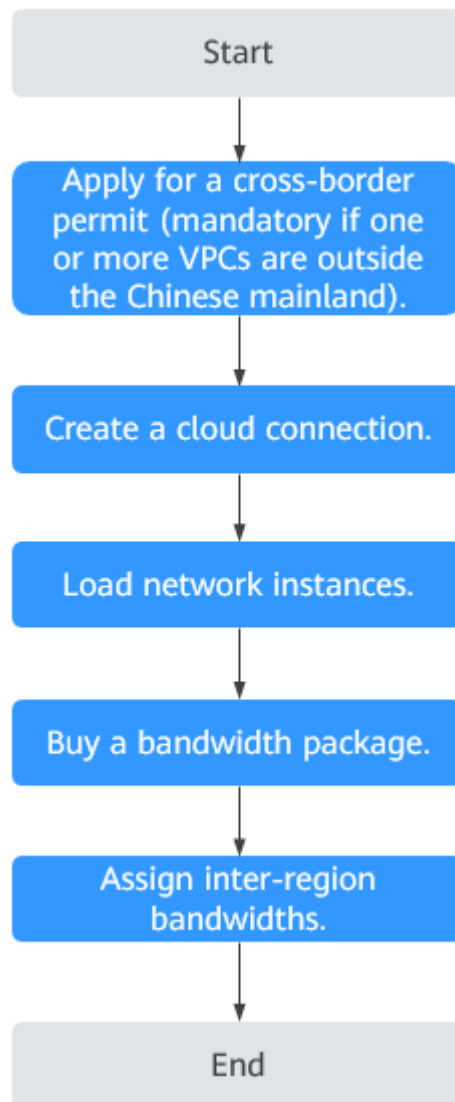 Start
Apply for a cross-border
permit (mandatory if one
or more VPCs are outside
the Chinese mainland).
Create a cloud connection.
Load network instances.
Buy a bandwidth package.
Assign inter-region
bandwidths.
End